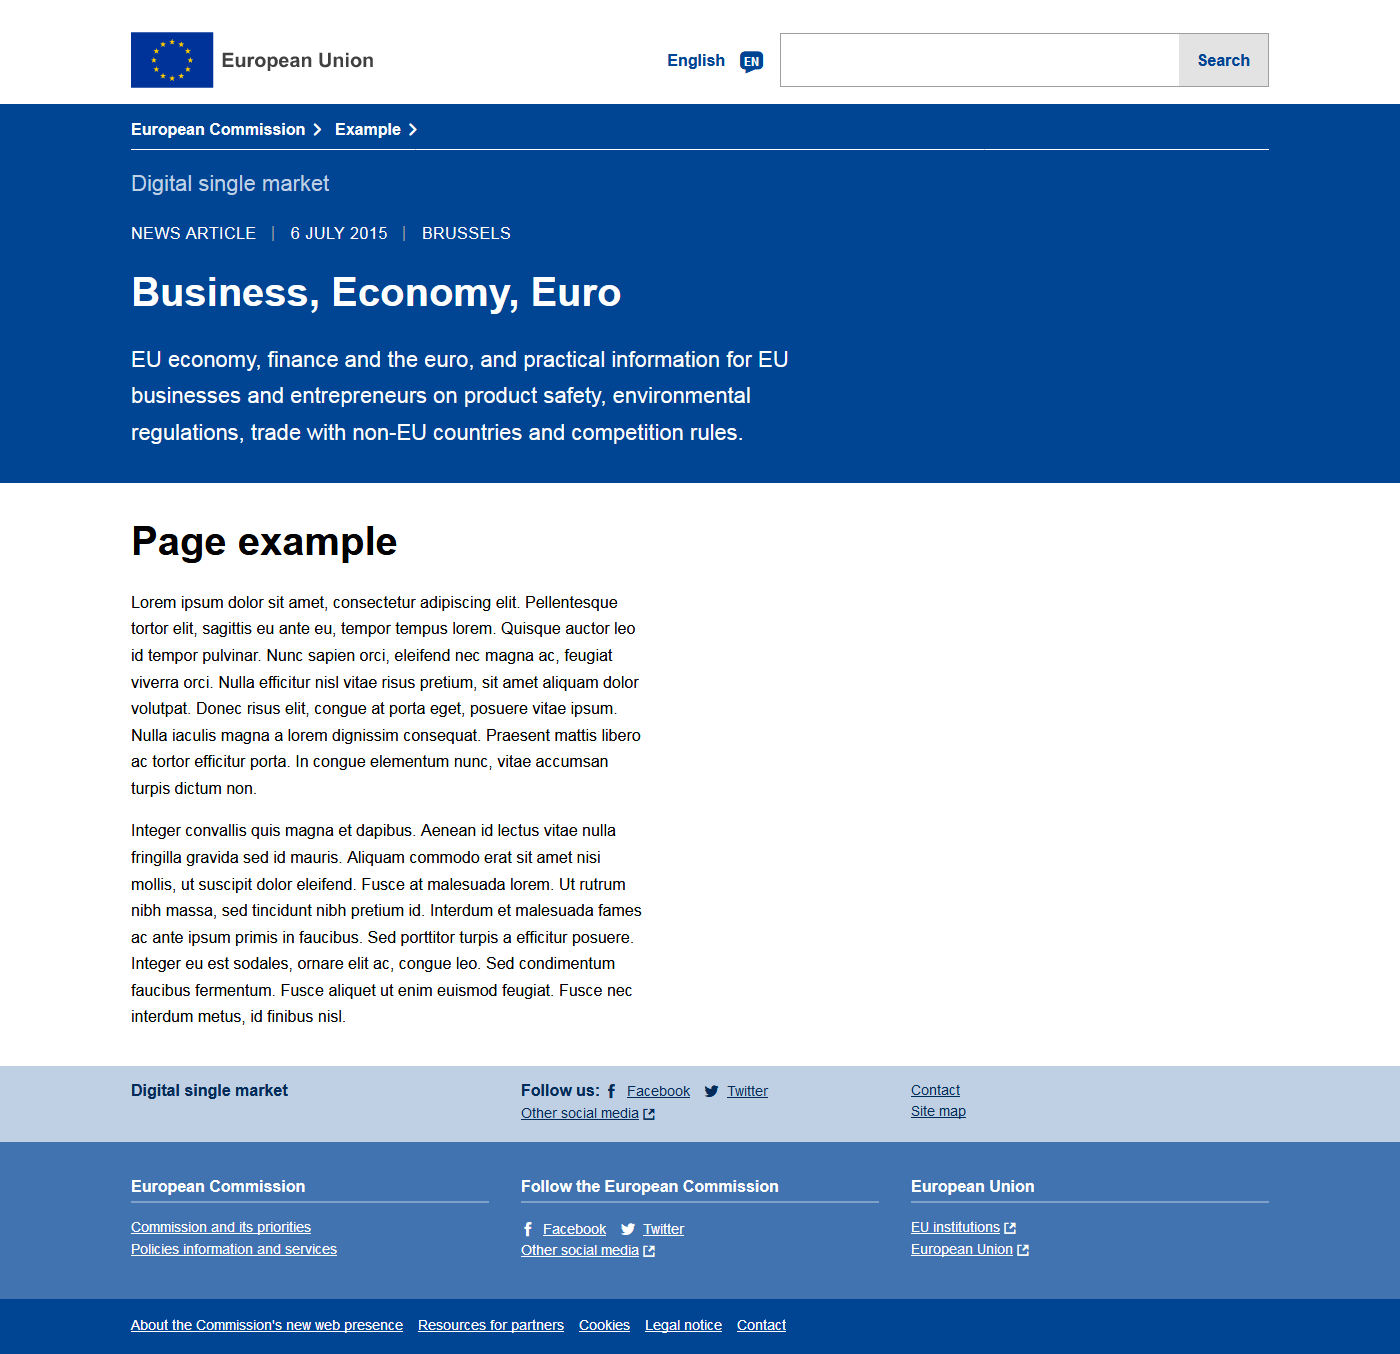 European Union
English EN Search
European Commission Example
Digital single market
NEWS ARTICLE | 6 JULY 2015 | BRUSSELS
Business, Economy, Euro
EU economy, finance and the euro, and practical information for EU
businesses and entrepreneurs on product safety, environmental
regulations, trade with non-EU countries and competition rules.
Page example
Lorem ipsum dolor sit amet, consectetur adipiscing elit. Pellentesque
tortor elit, sagittis eu ante eu, tempor tempus lorem. Quisque auctor leo
id tempor pulvinar. Nunc sapien orci, eleifend nec magna ac, feugiat
viverra orci. Nulla efficitur nisl vitae risus pretium, sit amet aliquam dolor
volutpat. Donec risus elit, congue at porta eget, posuere vitae ipsum.
Nulla iaculis magna a lorem dignissim consequat. Praesent mattis libero
ac tortor efficitur porta. In congue elementum nunc, vitae accumsan
turpis dictum non.
Integer convallis quis magna et dapibus. Aenean id lectus vitae nulla
fringilla gravida sed id mauris. Aliquam commodo erat sit amet nisi
mollis, ut suscipit dolor eleifend. Fusce at malesuada lorem. Ut rutrum
nibh massa, sed tincidunt nibh pretium id. Interdum et malesuada fames
ac ante ipsum primis in faucibus. Sed porttitor turpis a efficitur posuere.
Integer eu est sodales, ornare elit ac, congue leo. Sed condimentum
faucibus fermentum. Fusce aliquet ut enim euismod feugiat. Fusce nec
interdum metus, id finibus nisl.
Digital single market
Follow us: Facebook Twitter
Other social media
Contact
Site map
European Commission
Commission and its priorities
Policies information and services
Follow the European Commission
Facebook Twitter
Other social media
European Union
EU institutions
European Union
About the Commission's new web presence Resources for partners Cookies Legal notice Contact